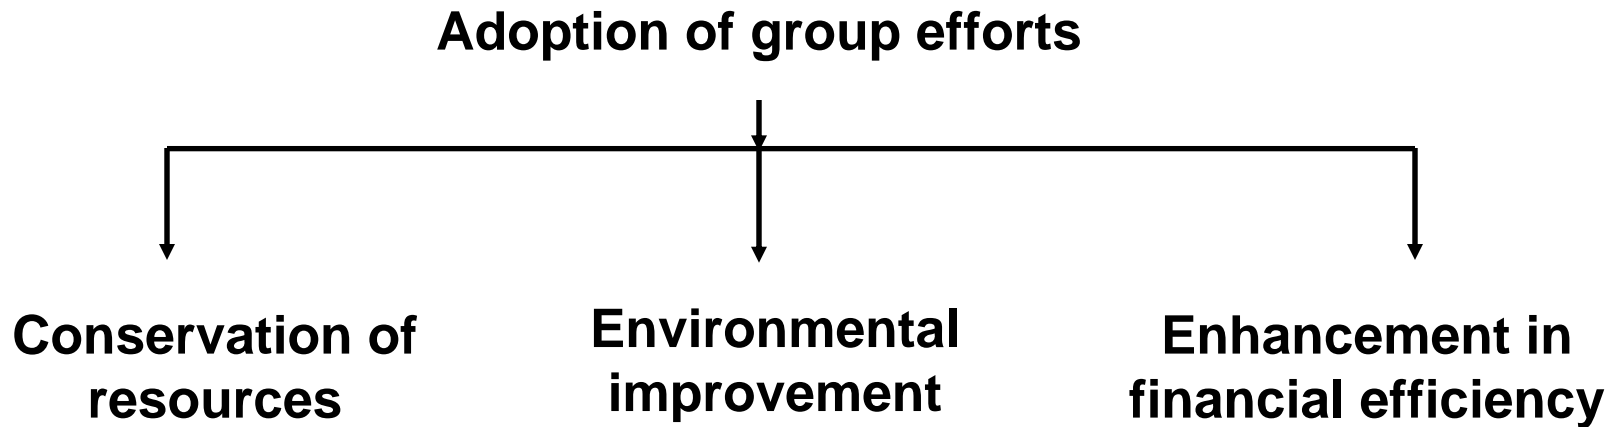 Adoption of group efforts
Conservation of
resources
Environmental
improvement
Enhancement in
financial efficiency